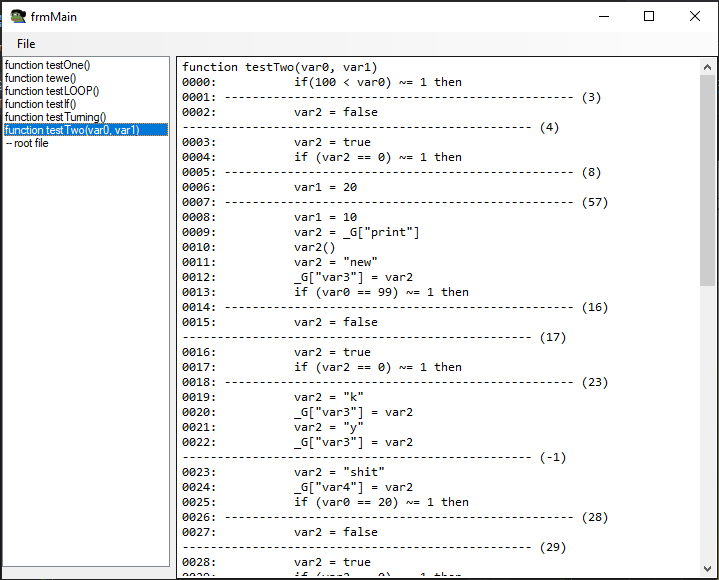 frmMain
File
function testOne()
function tewe()
function testLOOP()
function testIf()
function testTurning()
function testTwo(var0, var1)
-- root file
function testTwo(var0, var1)
0000: if(100 < var0) ~= 1 then
0001: -------------------------------------------------- (3)
0002: var2 = false
-------------------------------------------------- (4)
0003: var2 = true
0004: if (var2 == 0) ~= 1 then
0005: -------------------------------------------------- (8)
0006: var1 = 20
0007: -------------------------------------------------- (57)
0008: var1 = 10
0009: var2 = _G["print"]
0010: var2()
0011: var2 = "new"
0012: _G["var3"] = var2
0013: if (var0 == 99) ~= 1 then
0014: -------------------------------------------------- (16)
0015: var2 = false
-------------------------------------------------- (17)
0016: var2 = true
0017: if (var2 == 0) ~= 1 then
0018: -------------------------------------------------- (23)
0019: var2 = "k"
0020: _G["var3"] = var2
0021: var2 = "y"
0022: _G["var3"] = var2
-------------------------------------------------- (-1)
0023: var2 = "shit"
0024: _G["var4"] = var2
0025: if (var0 == 20) ~= 1 then
0026: -------------------------------------------------- (28)
0027: var2 = false
-------------------------------------------------- (29)
0028: var2 = true
0029: if (var2 == 0) ~= 1 then